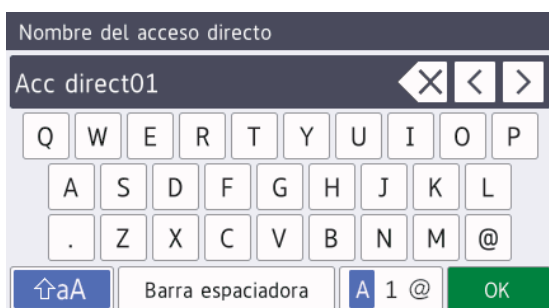 Nombre del acceso directo
Acc direct01
Q W E R T Y U I O P
A S D F G H J K L
. Z X C V B N M @
aA Barra espaciadora A 1 @ OK